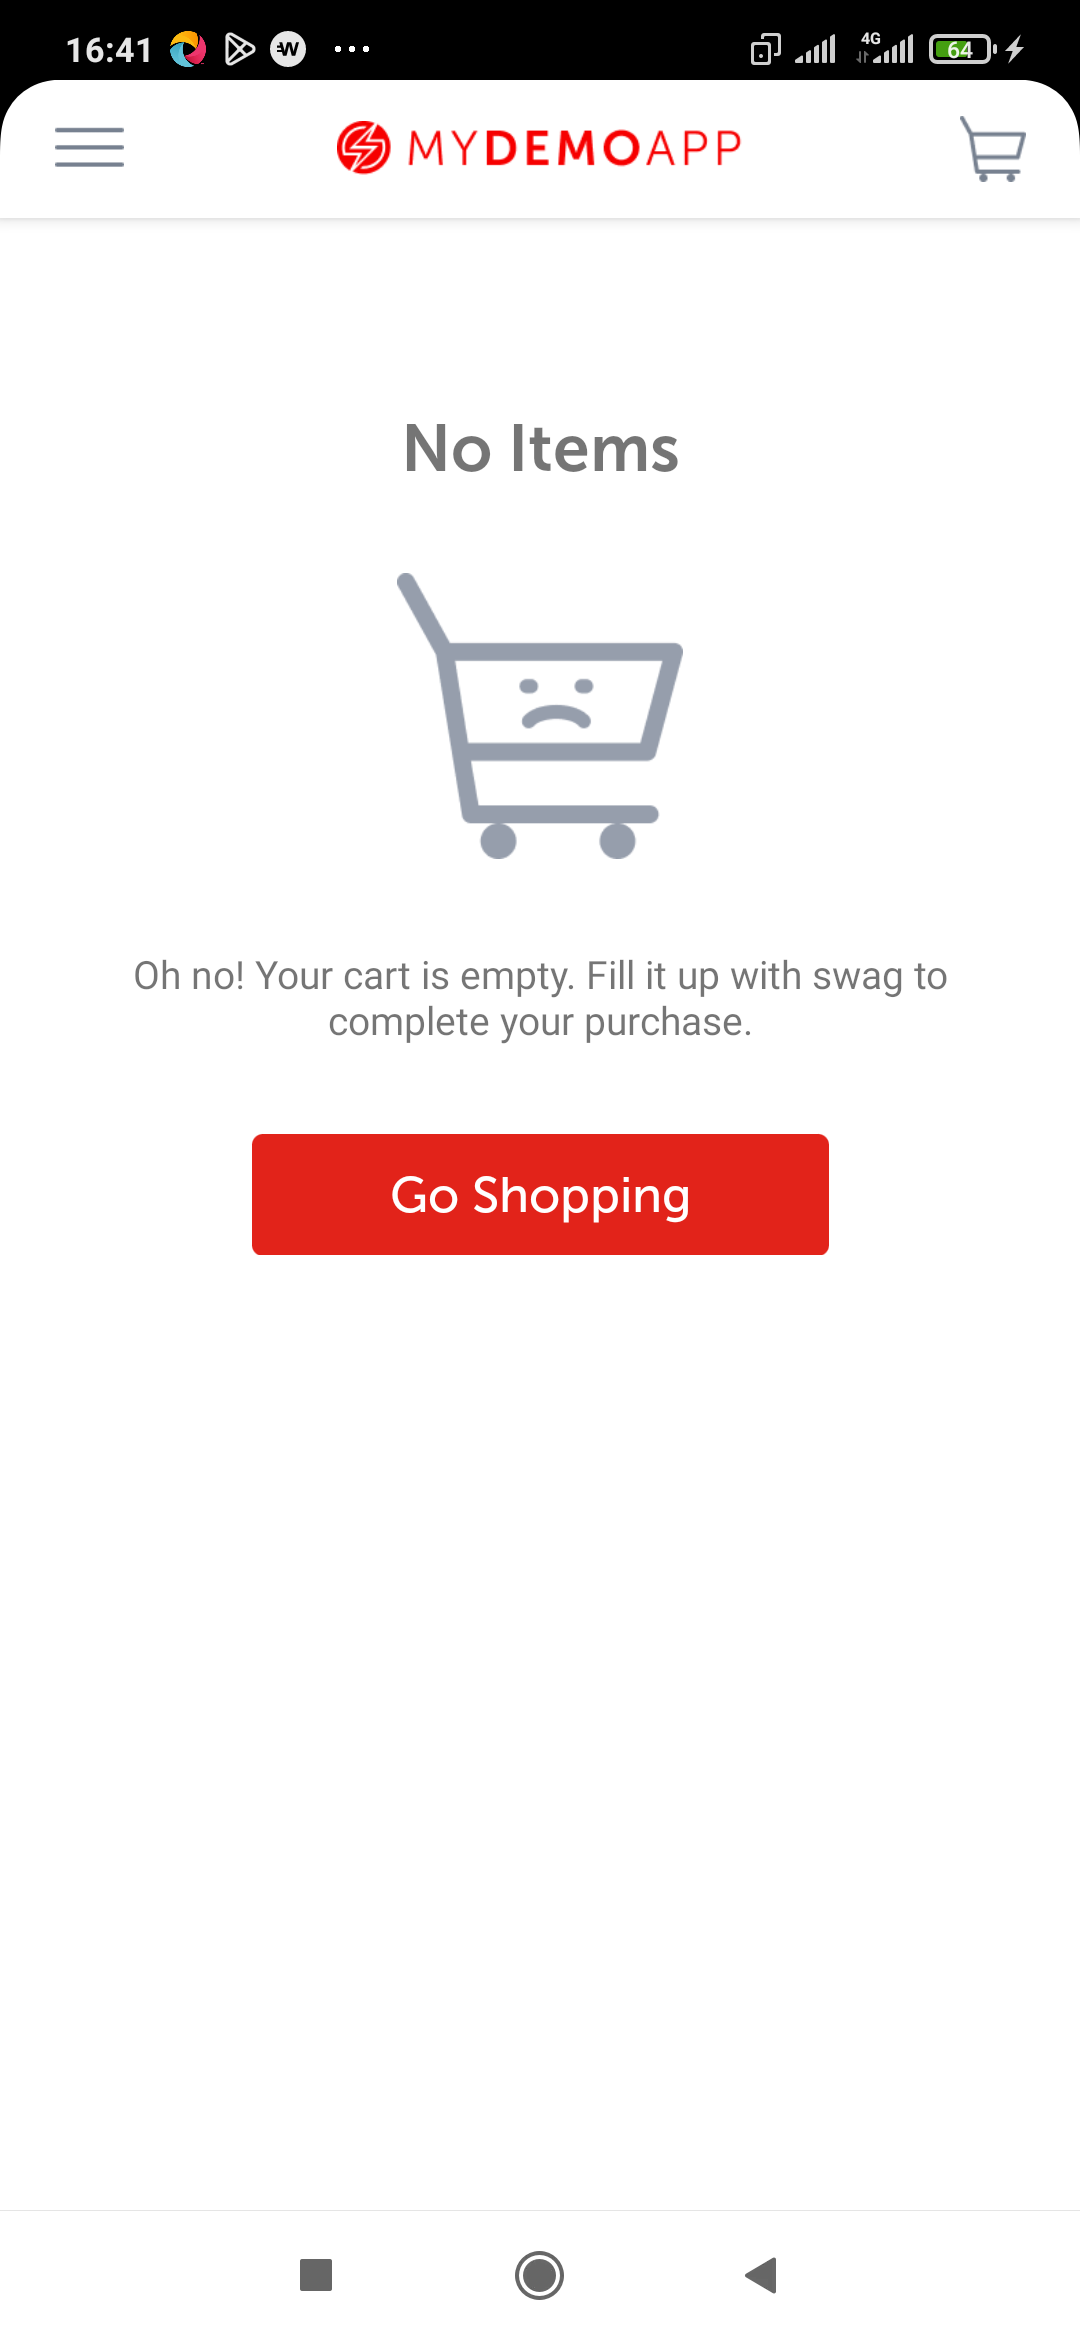 16:41
4G
64
MYDEMOAPP
No Items
Oh no! Your cart is empty. Fill it up with swag to
complete your purchase.
Go Shopping